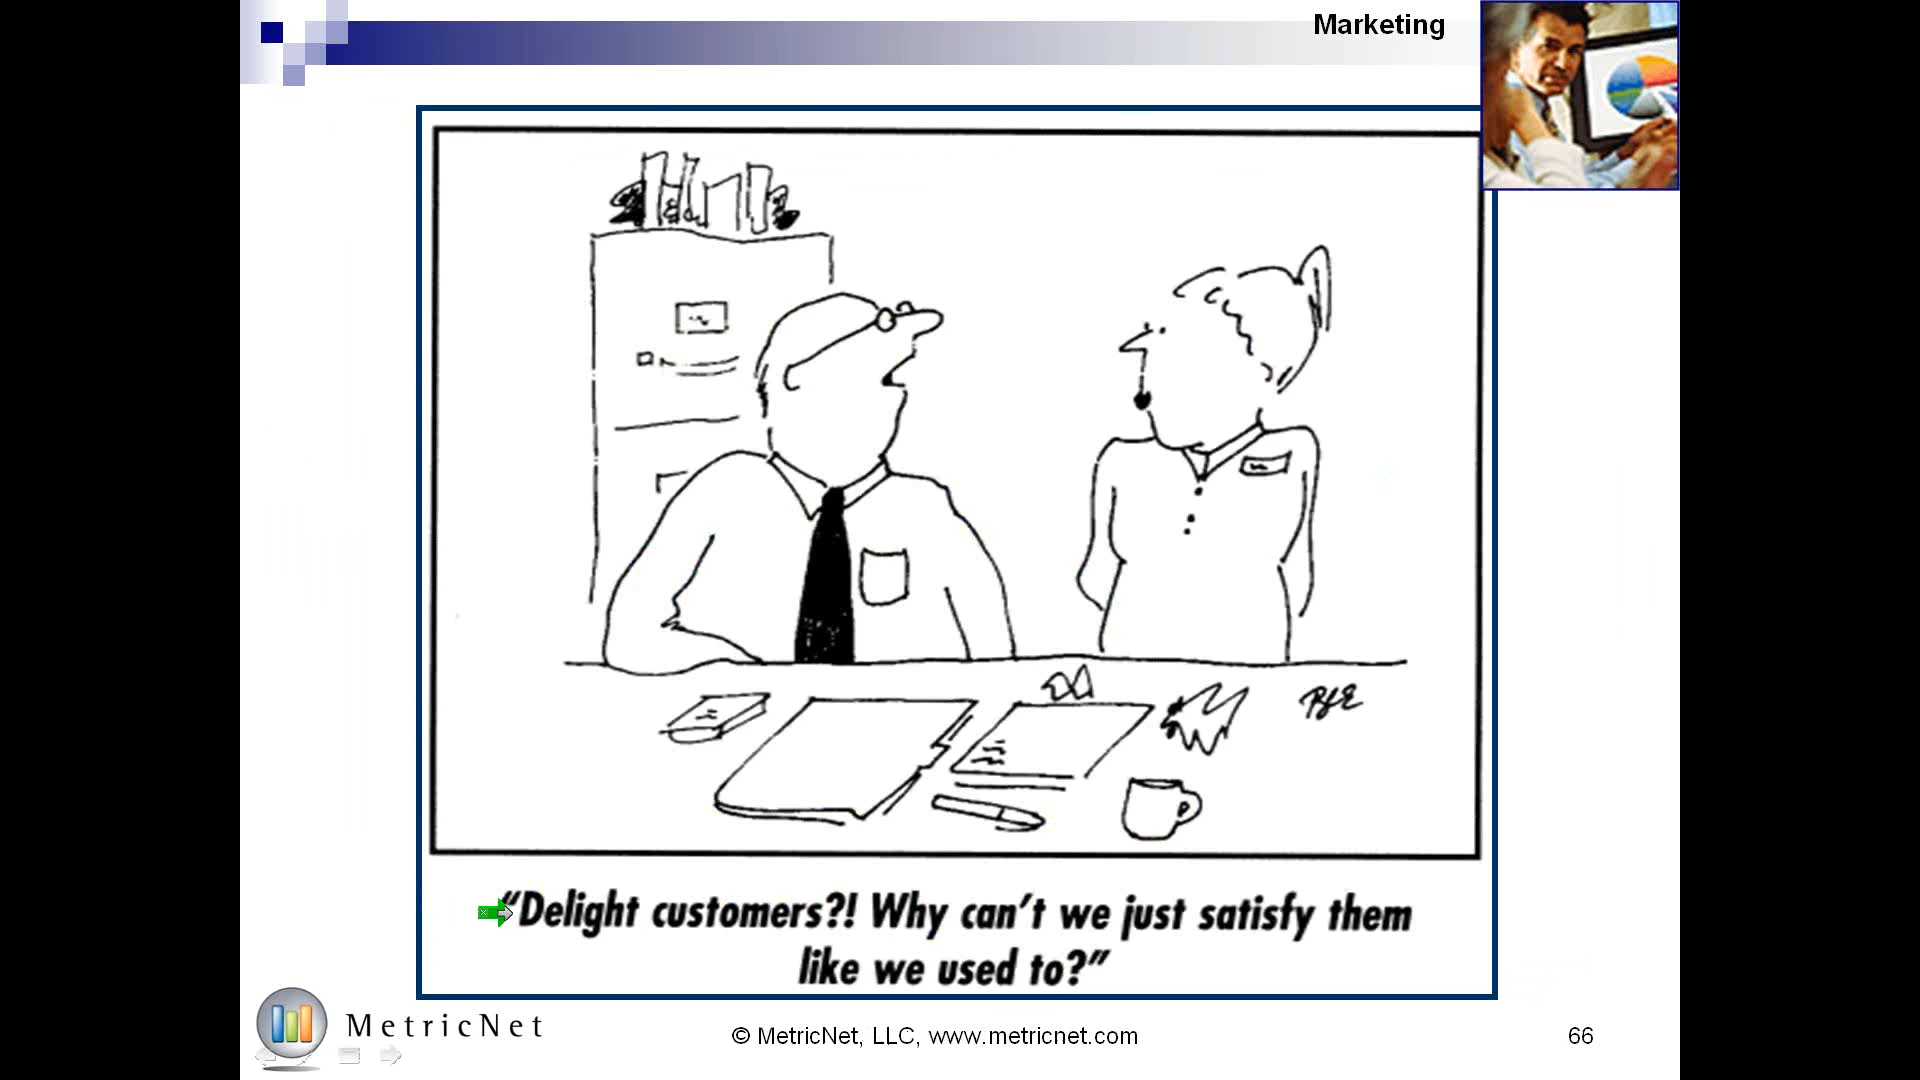 Marketing
RJE
“Delight customers?! Why can’t we just satisfy them
like we used to?”
MetricNet
© MetricNet, LLC, www.metricnet.com
66